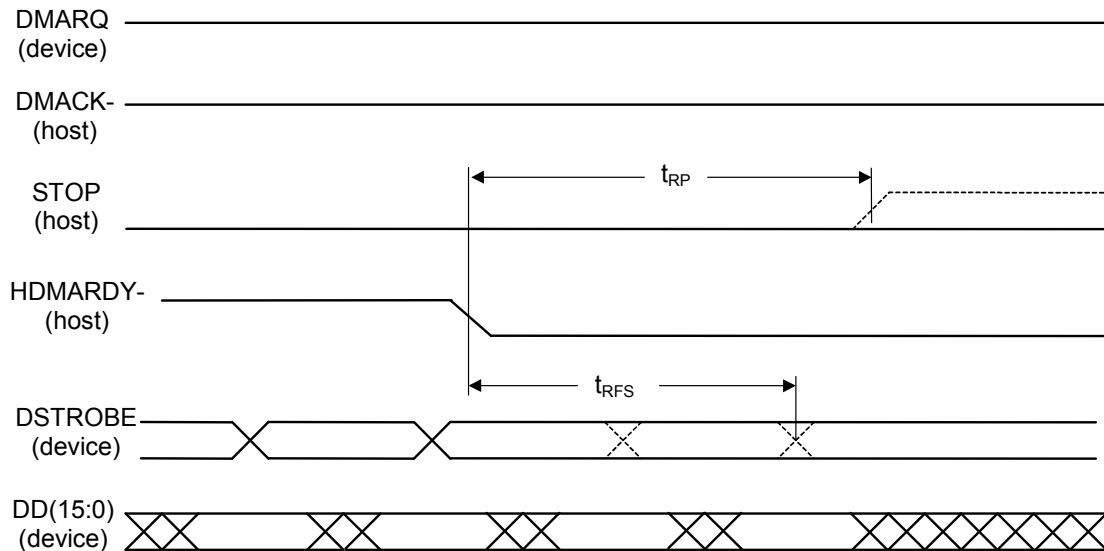 DMARQ
(device)
DMACK-
(host)
STOP
(host)
tRP
HDMARDY-
(host)
tRFS
DSTROBE
(device)
DD(15:0)
(device)